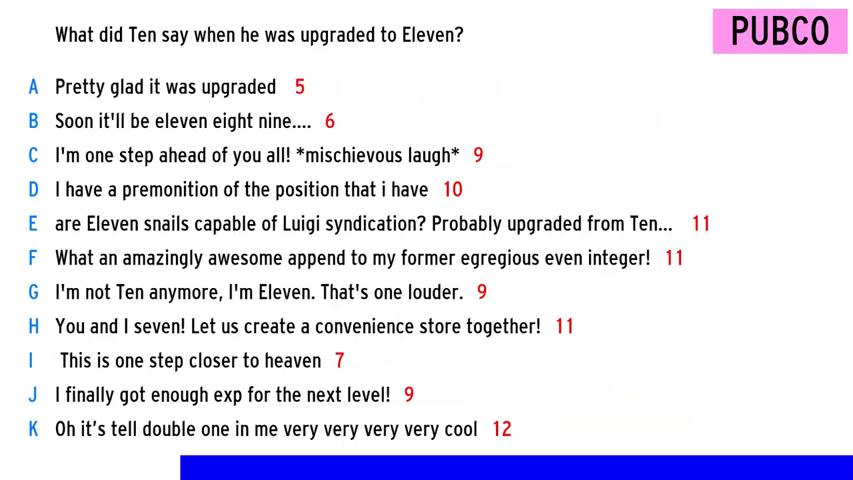 What did Ten say when he was upgraded to Eleven?
PUBCO
A Pretty glad it was upgraded 5
B Soon it'll be eleven eight nine.... 6
C I'm one step ahead of you all! *mischievous laugh* 9
D I have a premonition of the position that i have 10
E are Eleven snails capable of Luigi syndication? Probably upgraded from Ten... 11
F What an amazingly awesome append to my former egregious even integer! 11
G I'm not Ten anymore, I'm Eleven. That's one louder. 9
H You and I seven! Let us create a convenience store together! 11
I This is one step closer to heaven 7
J I finally got enough exp for the next level! 9
K Oh it’s tell double one in me very very very very cool 12